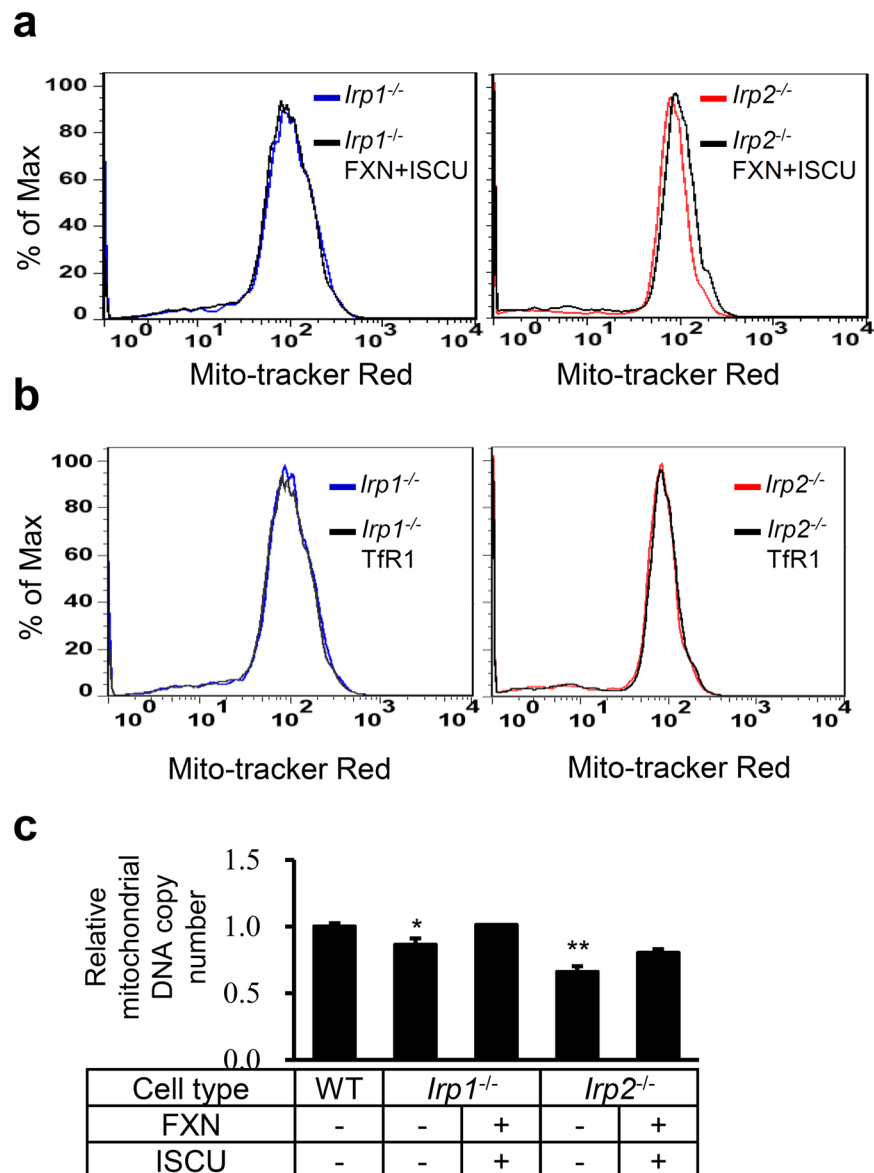 a
100
80
60
40
20
0
% of Max
Irp1-/-
Irp1-/-
FXN+ISCU
10^0 10^1 10^2 10^3 10^4
Mito-tracker Red
Irp2-/-
Irp2-/-
FXN+ISCU
10^0 10^1 10^2 10^3 10^4
Mito-tracker Red
b
100
80
60
40
20
0
% of Max
Irp1-/-
Irp1-/-
TfR1
10^0 10^1 10^2 10^3 10^4
Mito-tracker Red
Irp2-/-
Irp2-/-
TfR1
10^0 10^1 10^2 10^3 10^4
Mito-tracker Red
c
Relative
mitochondrial
DNA copy
number
1.5
1.0
0.5
0.0
* **
Cell type WT Irp1-/- Irp2-/-
FXN - - + - +
ISCU - - + - +